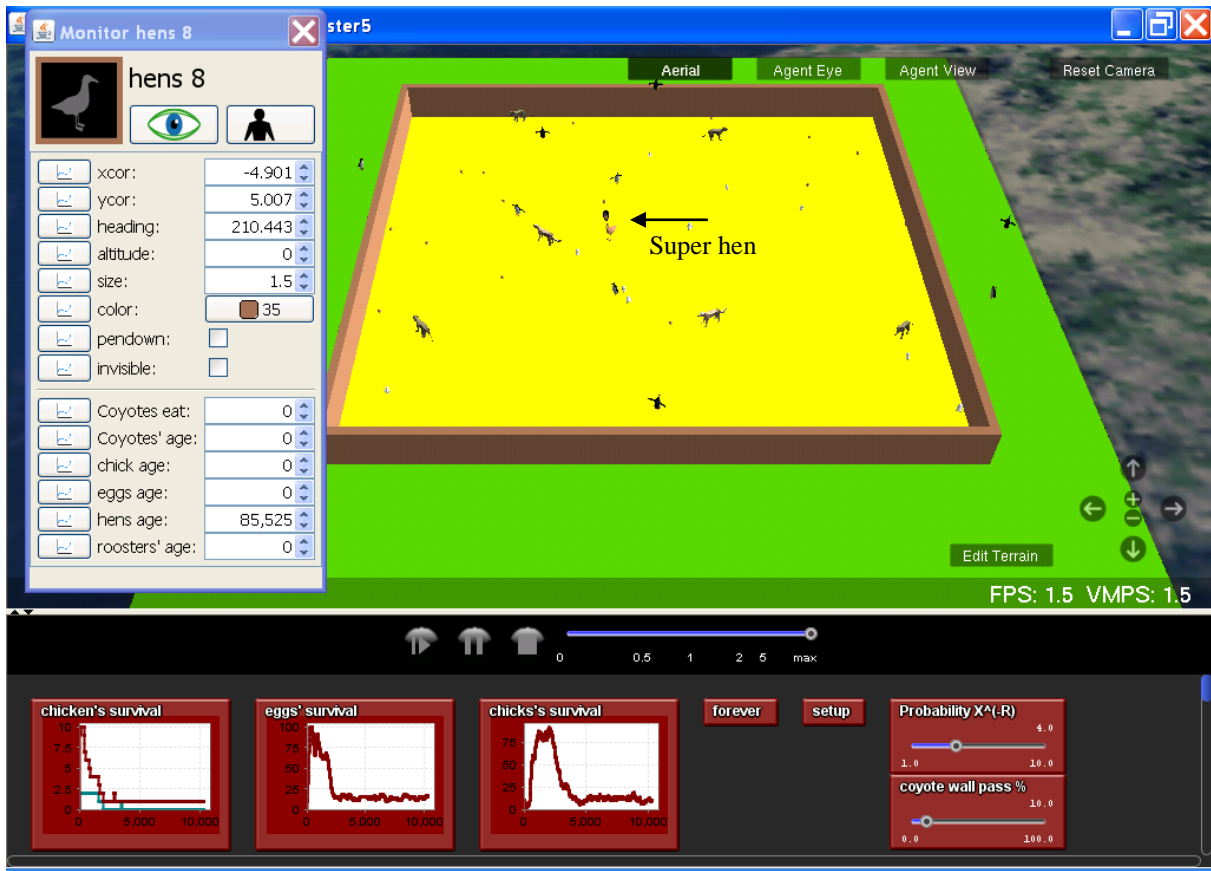 Monitor hens 8
ster5
hens 8
Aerial
Agent Eye
Agent View
Reset Camera
xcor: -4.901
ycor: 5.007
heading: 210.443
altitude: 0
size: 1.5
color: 35
pendown:
invisible:
Coyotes eat: 0
Coyotes' age: 0
chick age: 0
eggs age: 0
hens age: 85,525
roosters' age: 0
Super hen
Edit Terrain
FPS: 1.5 VMPS: 1.5
0 0.5 1 2 5 max
chicken's survival
10
7.5
5
2.5
0
0 5,000 10,000
eggs' survival
100
75
50
25
0
0 5,000 10,000
chicks's survival
75
50
25
0
0 5,000 10,000
forever
setup
Probability X^(-R)
4.0
1.0 10.0
coyote wall pass %
10.0
0.0 100.0